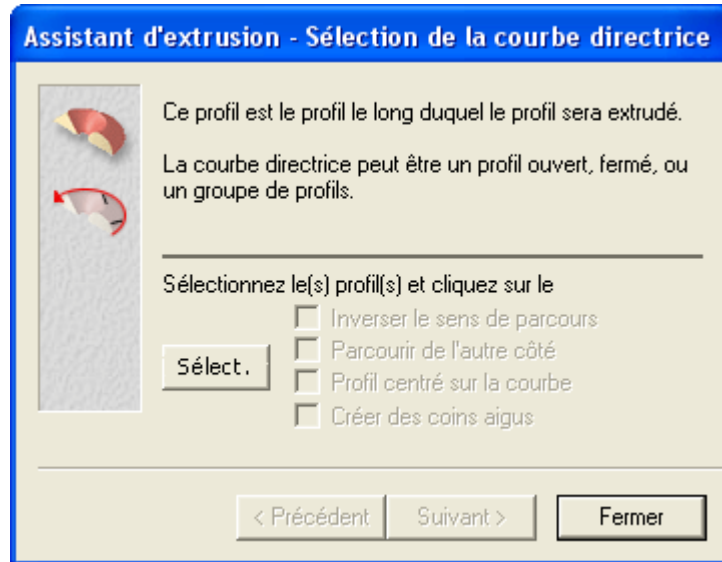 Assistant d'extrusion - Sélection de la courbe directrice
Ce profil est le profil le long duquel le profil sera extrudé.
La courbe directrice peut être un profil ouvert, fermé, ou
un groupe de profils.
Sélectionnez le(s) profil(s) et cliquez sur le
Inverser le sens de parcours
Sélect.
Parcourir de l'autre côté
Profil centré sur la courbe
Créer des coins aigus
< Précédent
Suivant >
Fermer